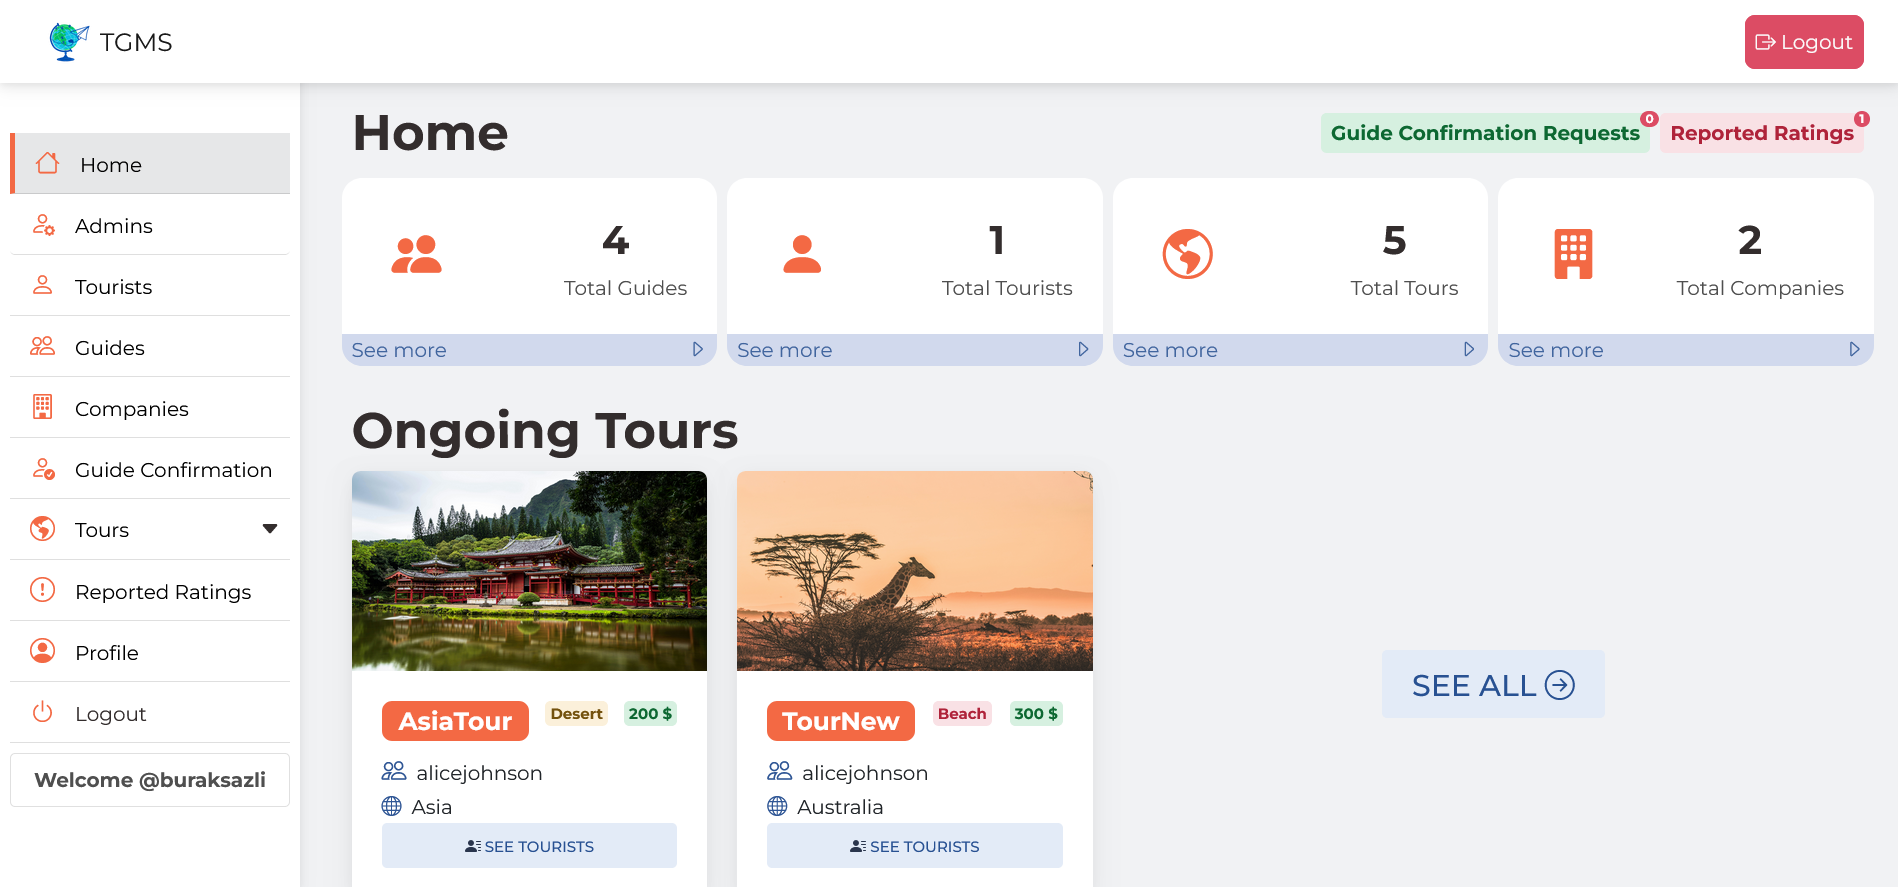 TGMS
Logout
Home
Admins
Tourists
Guides
Companies
Guide Confirmation
Tours
Reported Ratings
Profile
Logout
Welcome @buraksazli
Home
Guide Confirmation Requests 0
Reported Ratings 1
4
Total Guides
See more
1
Total Tourists
See more
5
Total Tours
See more
2
Total Companies
See more
Ongoing Tours
AsiaTour Desert 200 $
alicejohnson
Asia
SEE TOURISTS
TourNew Beach 300 $
alicejohnson
Australia
SEE TOURISTS
SEE ALL